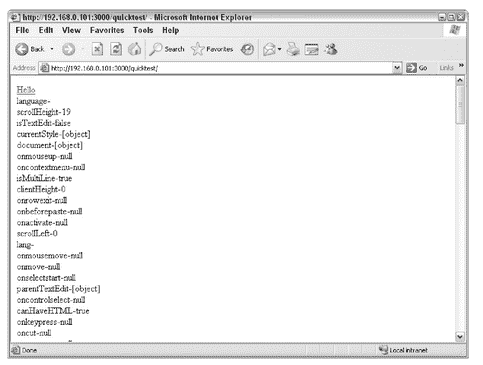 http://192.168.0.101:3000/quicktest/ - Microsoft Internet Explorer
File Edit View Favorites Tools Help
Back Search Favorites
Address http://192.168.0.101:3000/quicktest/ Go Links »
Hello
language-
scrollHeight-19
isTextEdit-false
currentStyle-[object]
document-[object]
onmouseup-null
oncontextmenu-null
isMultiLine-true
clientHeight-0
onrowexit-null
onbeforepaste-null
onactivate-null
scrollLeft-0
lang-
onmousemove-null
onmove-null
onselectstart-null
parentTextEdit-[object]
oncontrolselect-null
canHaveHTML-true
onkeypress-null
oncut-null
Done Local intranet